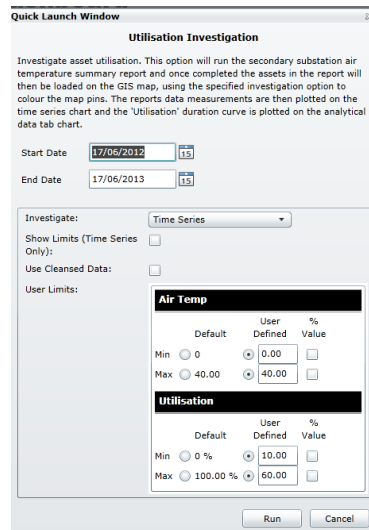 Quick Launch Window
Utilisation Investigation
Investigate asset utilisation. This option will run the secondary substation air
temperature summary report and once completed the assets in the report will
then be loaded on the GIS map, using the specified investigation option to
colour the map pins. The reports data measurements are then plotted on the
time series chart and the 'Utilisation' duration curve is plotted on the analytical
data tab chart.
Start Date 17/06/2012 15
End Date 17/06/2013 15
Investigate: Time Series
Show Limits (Time Series
Only):
Use Cleansed Data:
User Limits:
Air Temp
User %
Default Defined Value
Min 0 0.00
Max 40.00 40.00
Utilisation
User %
Default Defined Value
Min 0 % 10.00
Max 100.00 % 60.00
Run Cancel